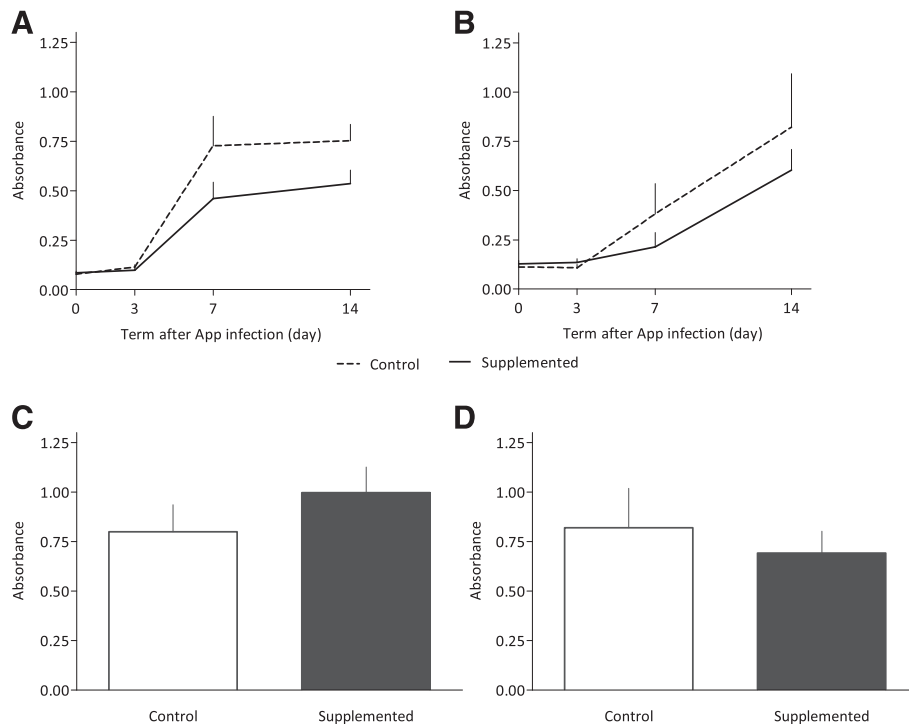 A
1.25
1.00
0.75
0.50
0.25
0.00
Absorbance
0 3 7 14
Term after App infection (day)
B
1.25
1.00
0.75
0.50
0.25
0.00
Absorbance
0 3 7 14
Term after App infection (day)
Control Supplemented
C
1.25
1.00
0.75
0.50
0.25
0.00
Absorbance
Control Supplemented
D
1.25
1.00
0.75
0.50
0.25
0.00
Absorbance
Control Supplemented